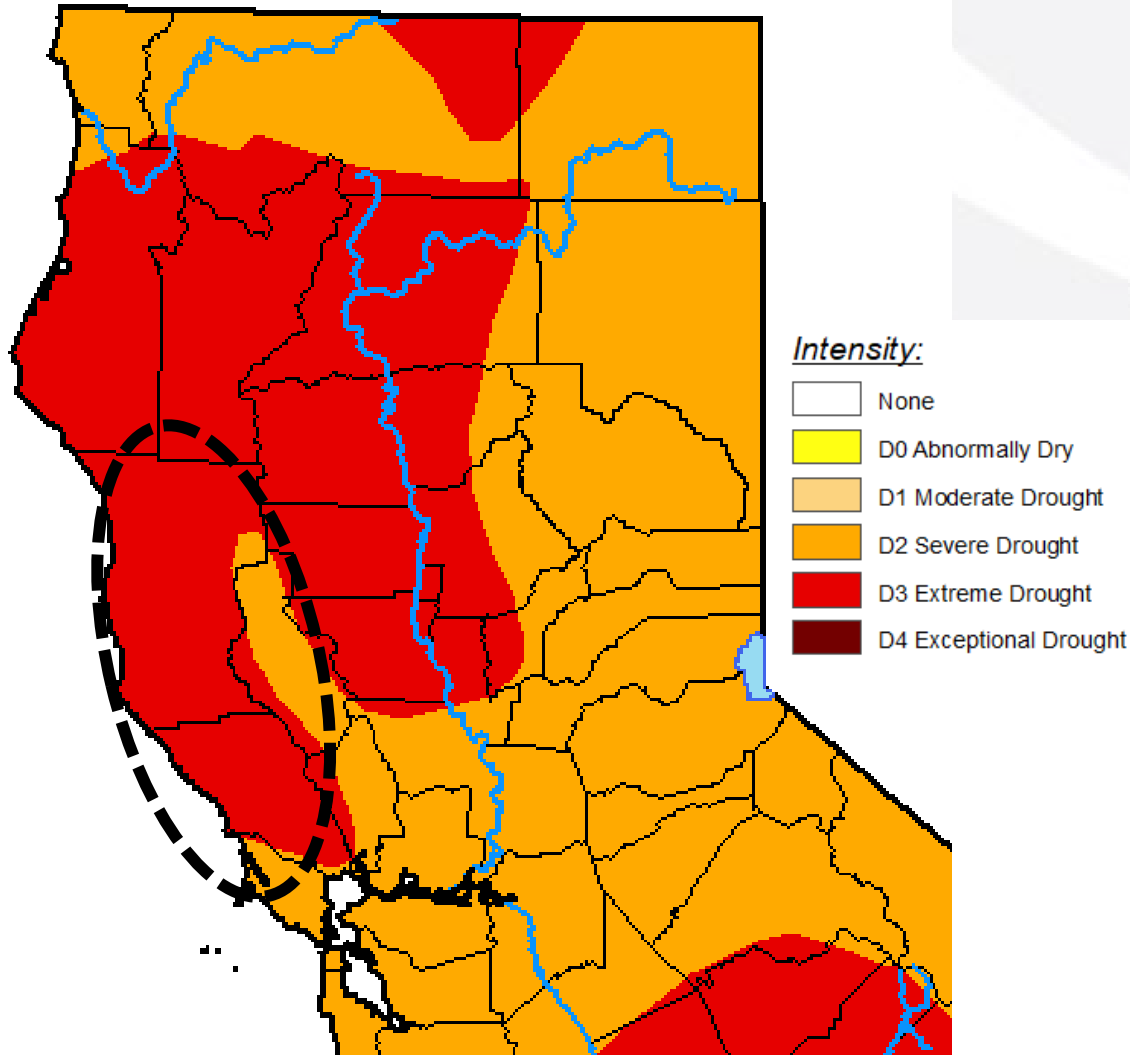 Intensity:
None
D0 Abnormally Dry
D1 Moderate Drought
D2 Severe Drought
D3 Extreme Drought
D4 Exceptional Drought